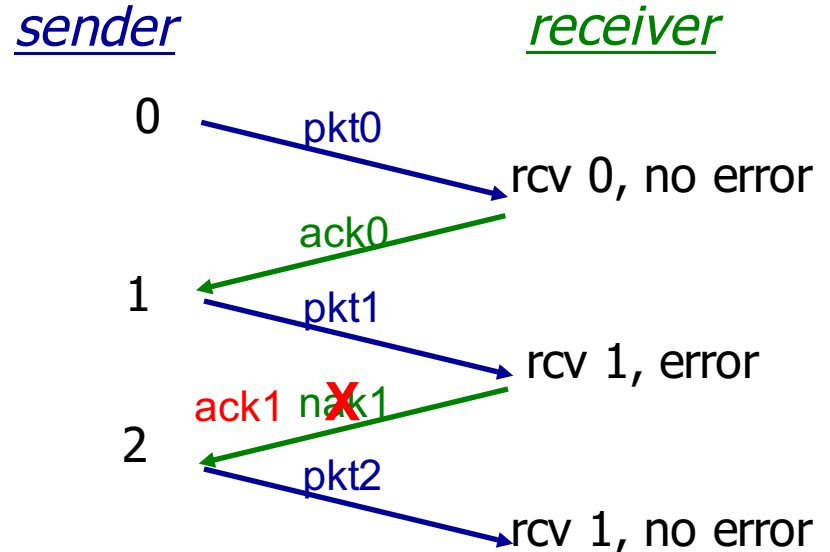 sender receiver
0
pkt0
rcv 0, no error
ack0
1
pkt1
rcv 1, error
ack1 nak1
X
2
pkt2
rcv 1, no error